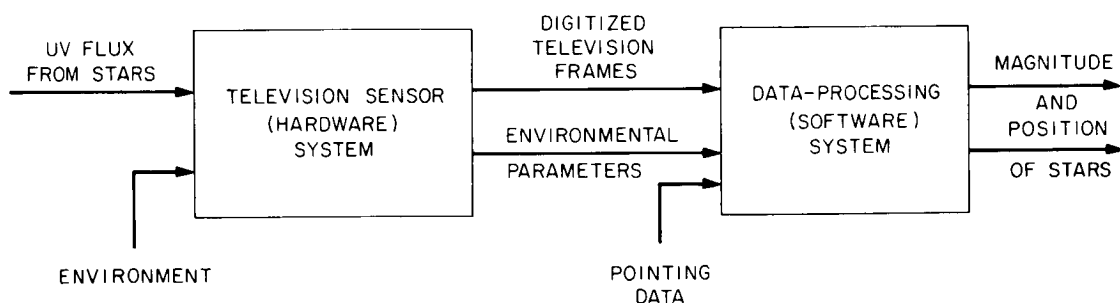 UV FLUX
FROM STARS
ENVIRONMENT
TELEVISION SENSOR
(HARDWARE)
SYSTEM
DIGITIZED
TELEVISION
FRAMES
ENVIRONMENTAL
PARAMETERS
POINTING
DATA
DATA-PROCESSING
(SOFTWARE)
SYSTEM
MAGNITUDE
AND
POSITION
OF STARS